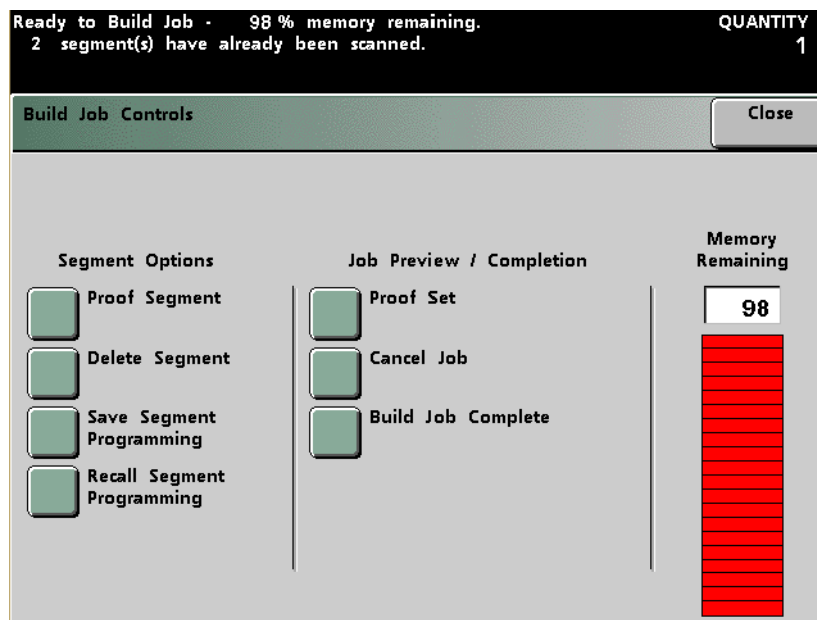 Ready to Build Job - 98 % memory remaining.
2 segment(s) have already been scanned.
QUANTITY
1
Build Job Controls
Close
Segment Options
Proof Segment
Delete Segment
Save Segment
Programming
Recall Segment
Programming
Job Preview / Completion
Proof Set
Cancel Job
Build Job Complete
Memory
Remaining
98